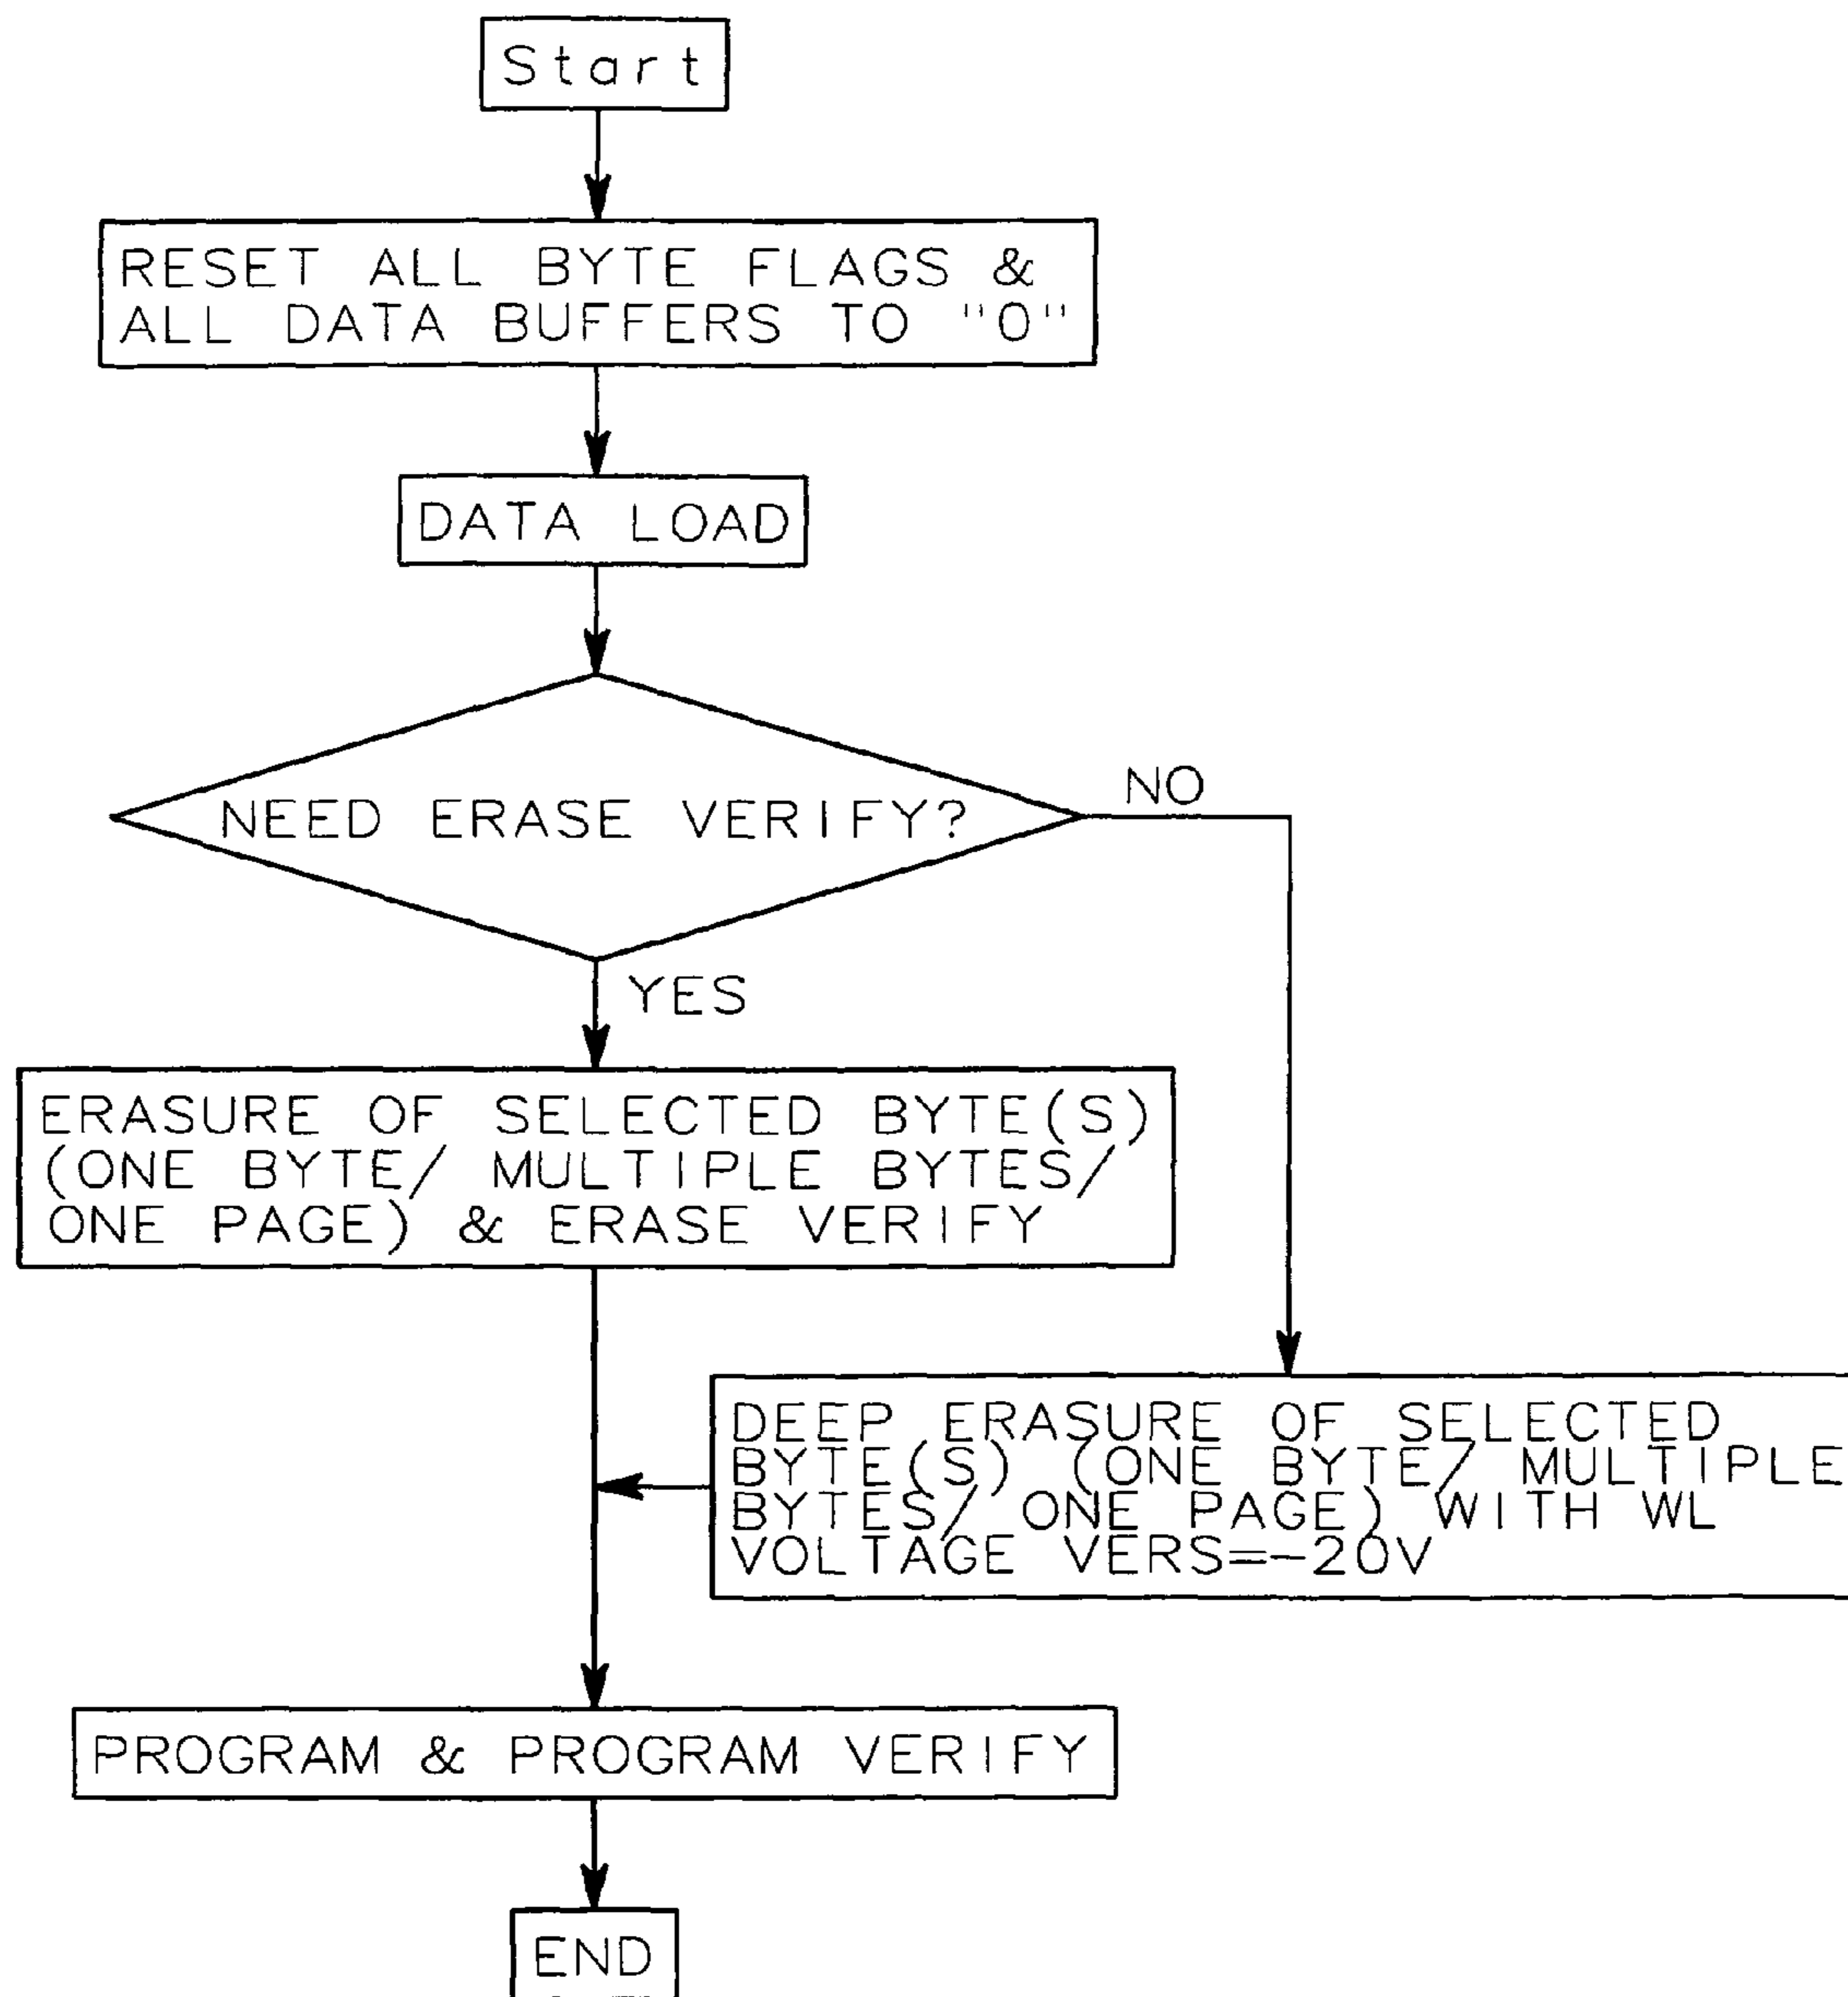 Start
RESET ALL BYTE FLAGS &
ALL DATA BUFFERS TO "0"
DATA LOAD
NEED ERASE VERIFY?
NO
YES
ERASURE OF SELECTED BYTE(S)
(ONE BYTE/ MULTIPLE BYTES/
ONE PAGE) & ERASE VERIFY
DEEP ERASURE OF SELECTED
BYTE(S) (ONE BYTE/ MULTIPLE
BYTES/ ONE PAGE) WITH WL
VOLTAGE VERS=-20V
PROGRAM & PROGRAM VERIFY
END